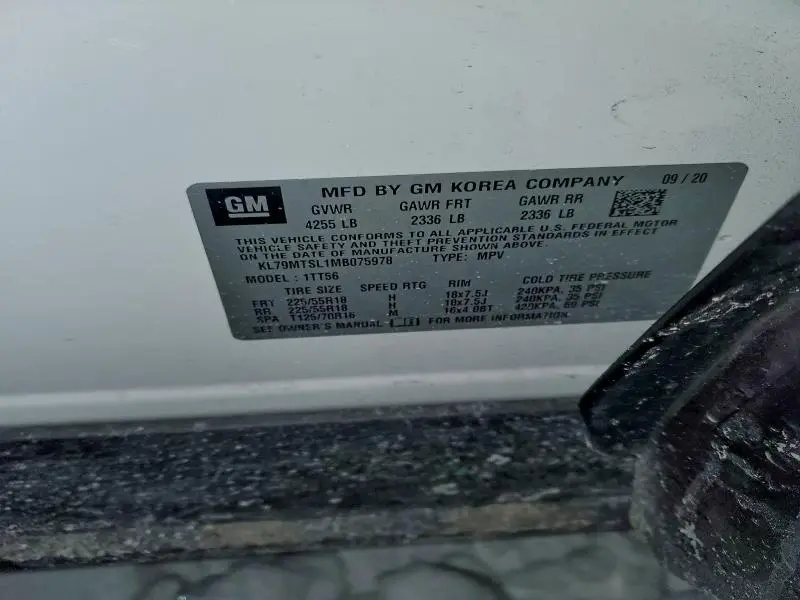 GM
MFD BY GM KOREA COMPANY 09 / 20
GVWR GAWR FRT GAWR RR
4255 LB 2336 LB 2336 LB
THIS VEHICLE CONFORMS TO ALL APPLICABLE U.S. FEDERAL MOTOR
VEHICLE SAFETY AND THEFT PREVENTION STANDARDS IN EFFECT
ON THE DATE OF MANUFACTURE SHOWN ABOVE.
KL79MTSL1MB075978 TYPE: MPV
MODEL : 1TT56
TIRE SIZE SPEED RTG RIM COLD TIRE PRESSURE
FRT 225/55R18 H 18x7.5J 240KPA, 35 PSI
RR 225/55R18 H 18x7.5J 240KPA, 35 PSI
SPA T125/70R16 M 16x4.0BT 420KPA, 60 PSI
SEE OWNER'S MANUAL FOR MORE INFORMATION.